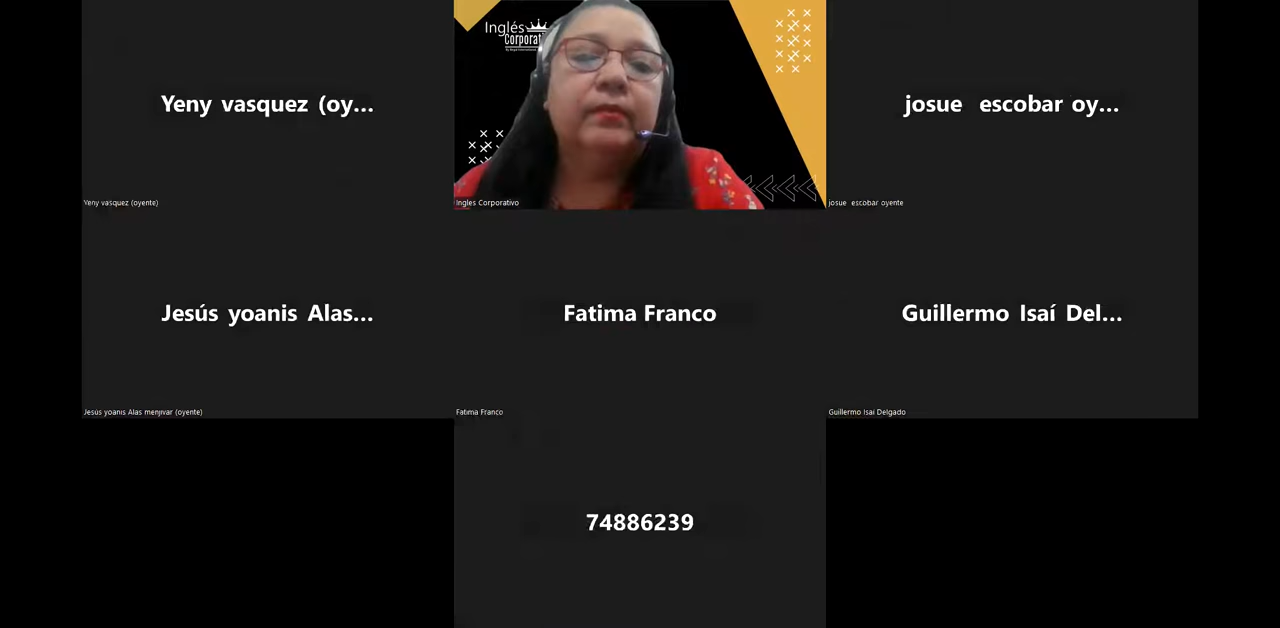 Yeny vasquez (oy...
Yeny vasquez (oyente)
Inglés
Corporat
Ingles Corporativo
josue escobar oy...
josue escobar oyente
Jesús yoanis Alas...
Jesús yoanis Alas menjivar (oyente)
Fatima Franco
Fatima Franco
Guillermo Isaí Del...
Guillermo Isaí Delgado
74886239